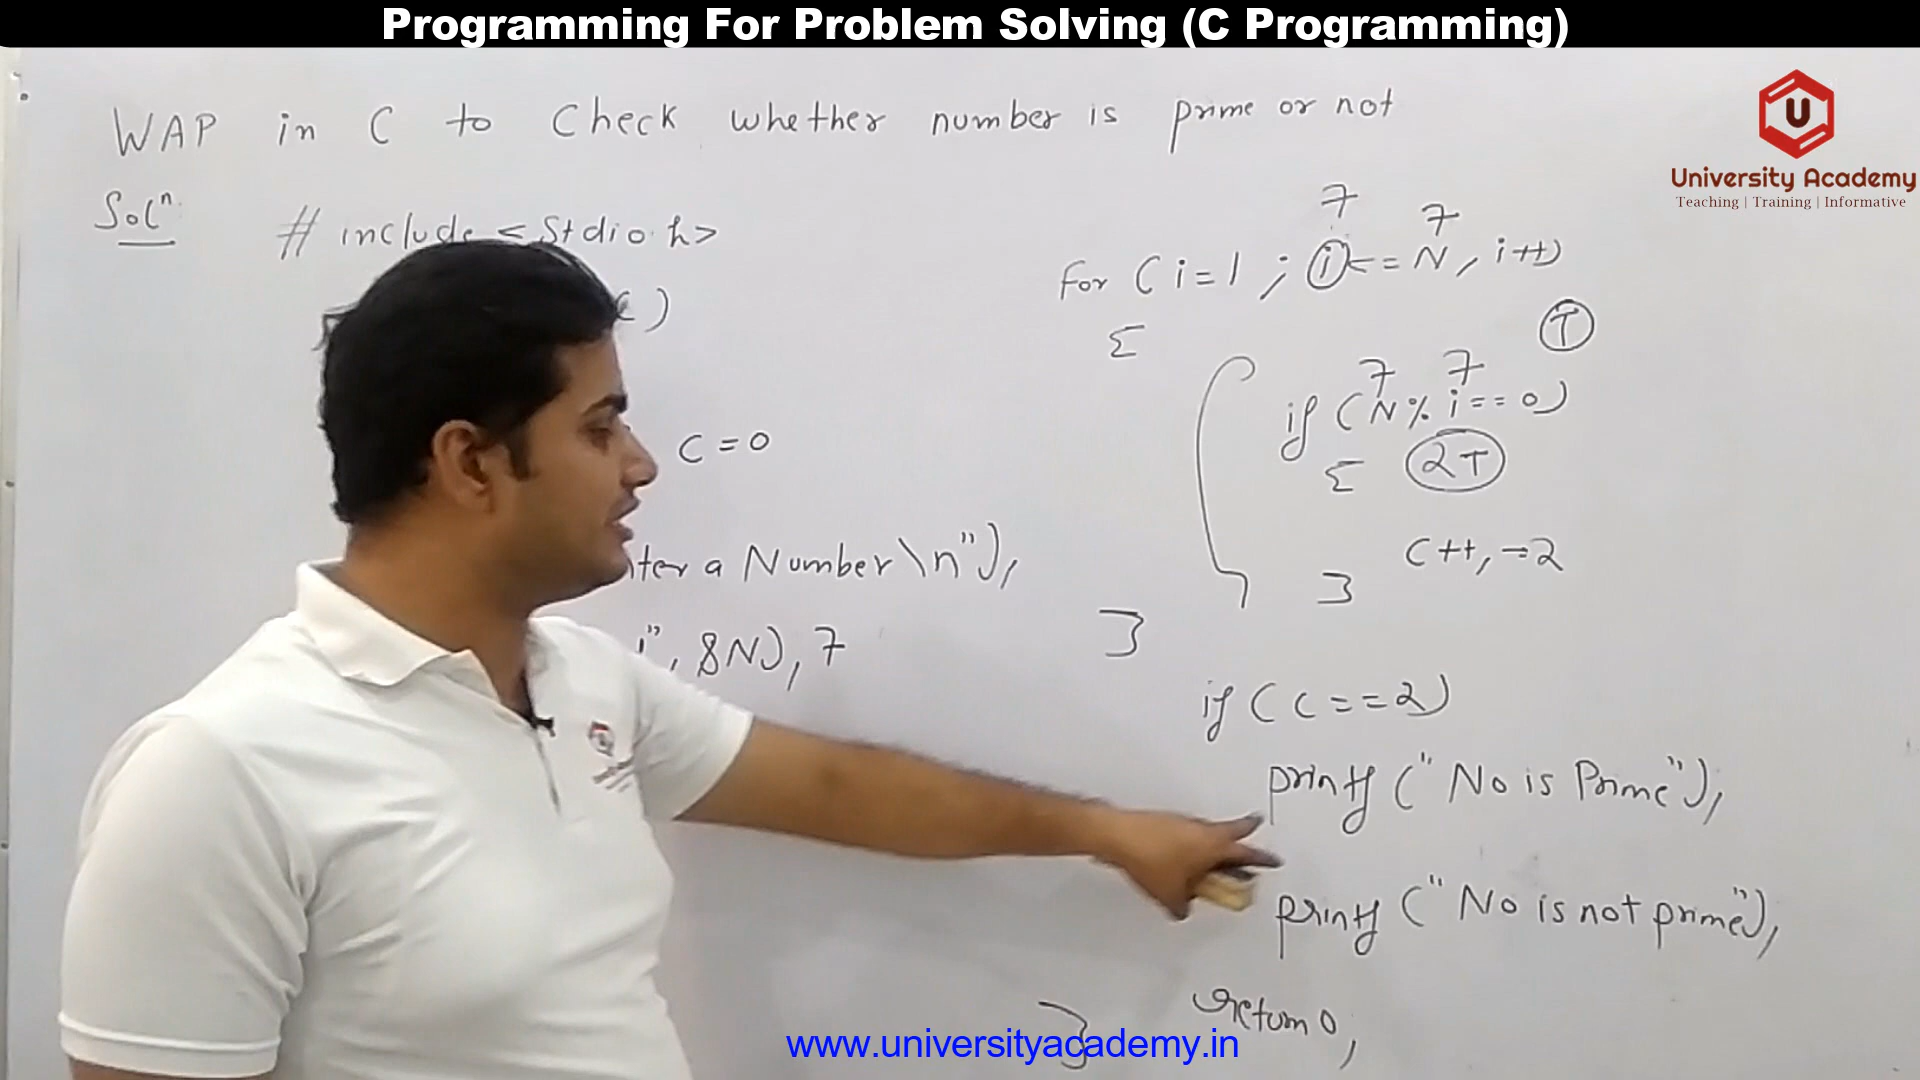 Programming For Problem Solving (C Programming)
WAP in C to Check whether number is prime or not
Solⁿ.
# include <Stdio.h>
)
C = 0
nter a Number \n");
", &N); 7
7 7
For (i=1 ; i<=N; i++)
{
T
7 7
if (N % i == 0)
{ 2T
C++; → 2
}
}
if (C == 2)
printf (" No is Prime");
printf (" No is not prime");
return 0;
}
U
University Academy
Teaching | Training | Informative
www.universityacademy.in